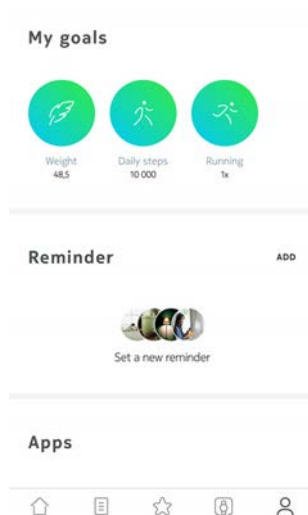 My goals
Weight Daily steps Running
48,5 10 000 1x
Reminder ADD
Set a new reminder
Apps